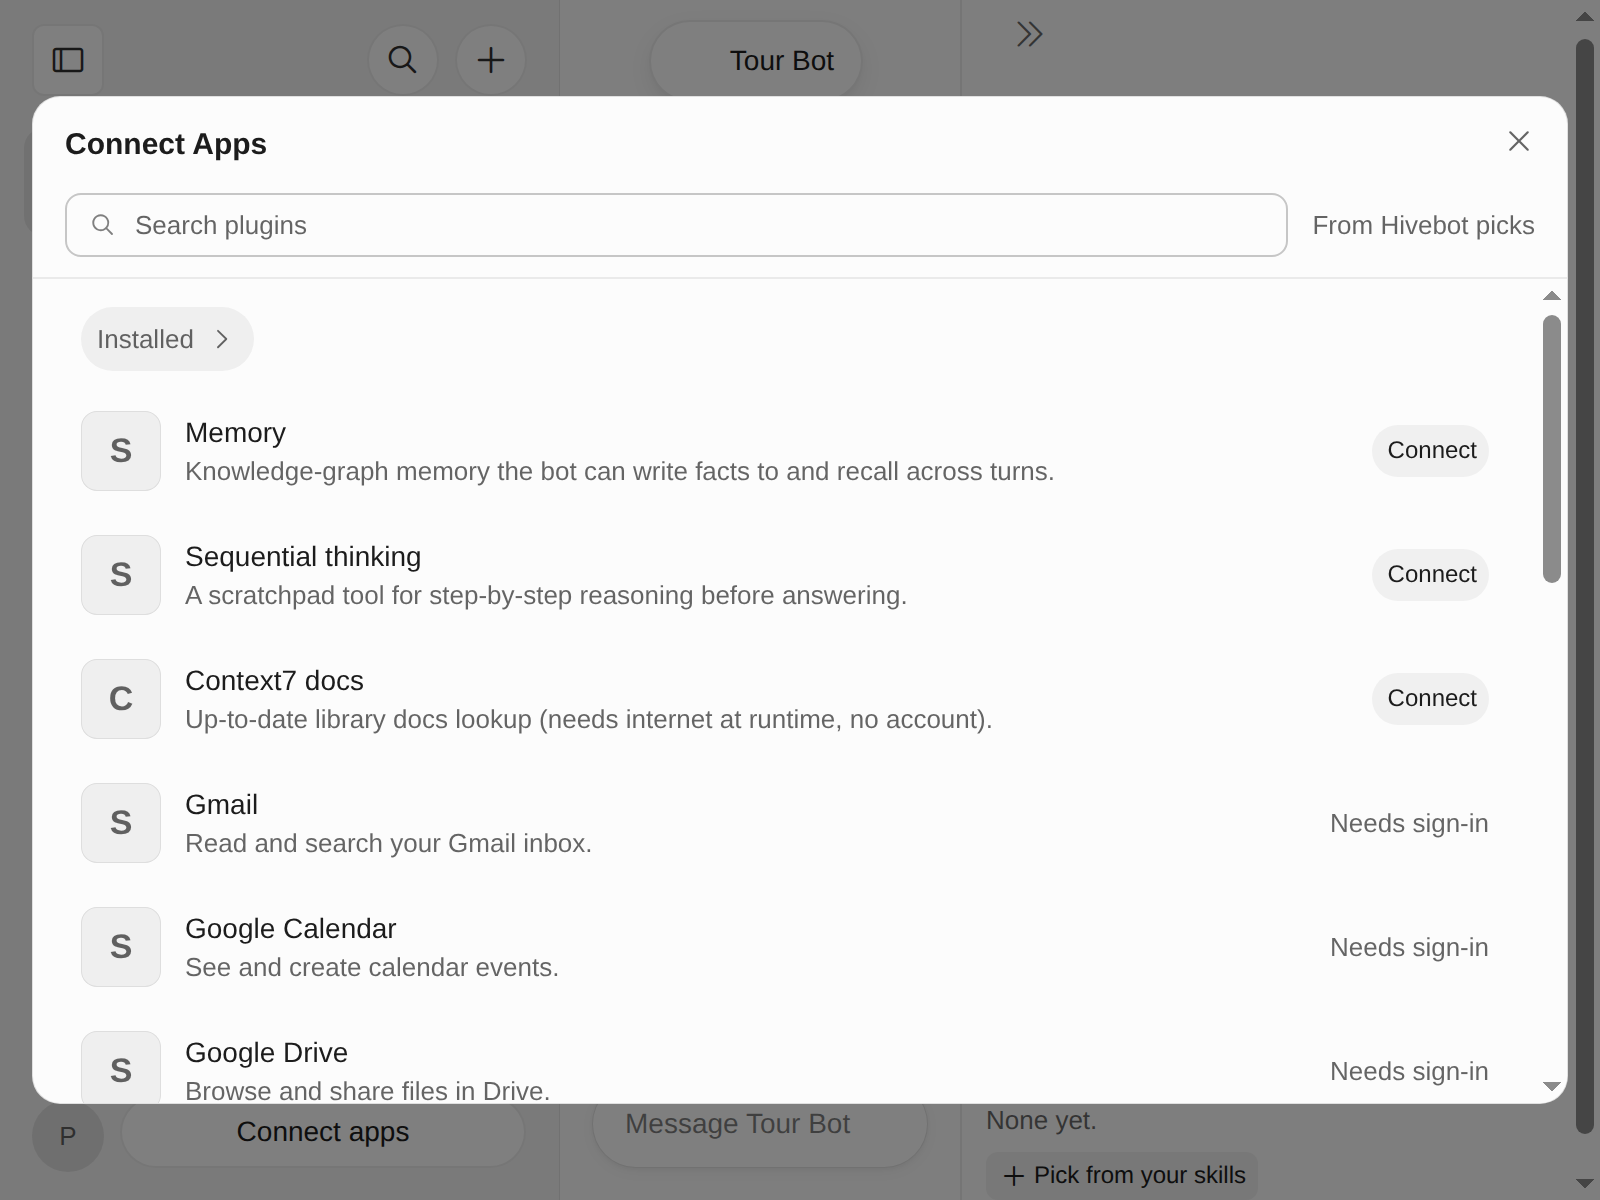 Tour Bot
Connect Apps
Search plugins
From Hivebot picks
Installed
S
Memory
Knowledge-graph memory the bot can write facts to and recall across turns.
Connect
S
Sequential thinking
A scratchpad tool for step-by-step reasoning before answering.
Connect
C
Context7 docs
Up-to-date library docs lookup (needs internet at runtime, no account).
Connect
S
Gmail
Read and search your Gmail inbox.
Needs sign-in
S
Google Calendar
See and create calendar events.
Needs sign-in
S
Google Drive
Browse and share files in Drive.
Needs sign-in
P
Connect apps
Message Tour Bot
None yet.
Pick from your skills